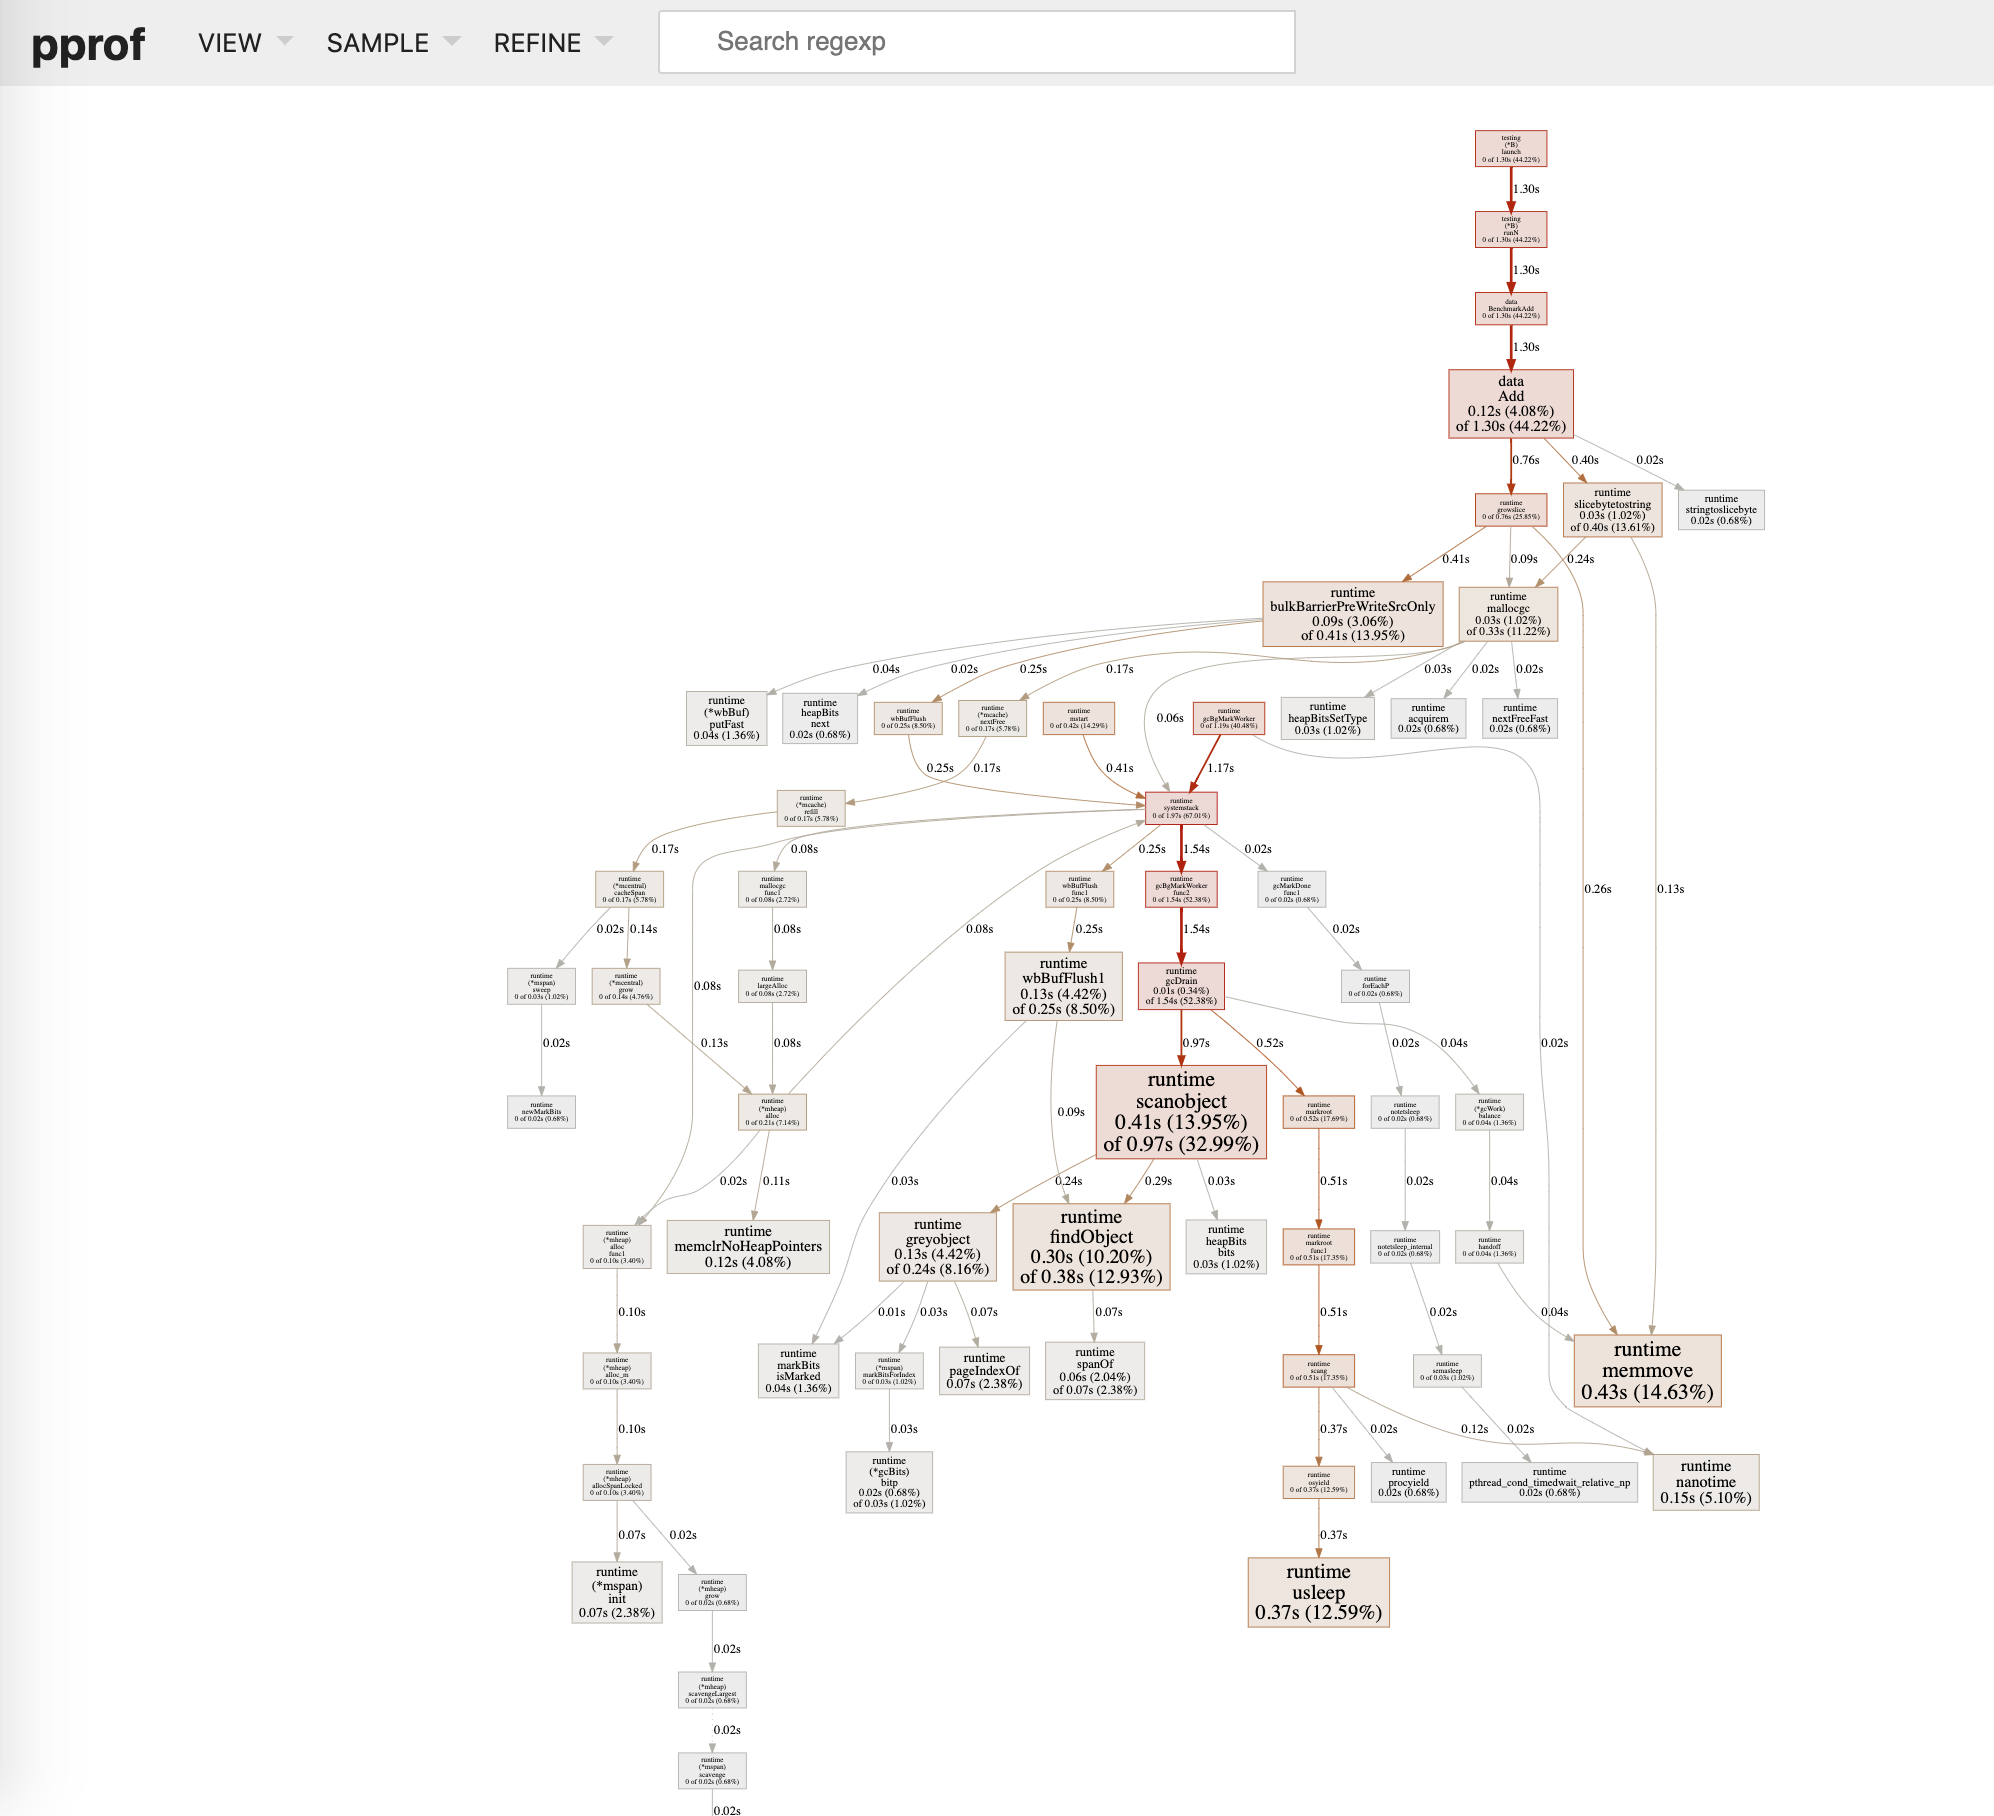 pprof
VIEW
SAMPLE
REFINE
Search regexp
testing
(*B)
launch
0 of 1.30s (44.22%)
1.30s
testing
(*B)
runN
0 of 1.30s (44.22%)
1.30s
data
BenchmarkAdd
0 of 1.30s (44.22%)
1.30s
data
Add
0.12s (4.08%)
of 1.30s (44.22%)
0.76s
0.40s
0.02s
runtime
growslice
0 of 0.76s (25.85%)
runtime
slicebytetostring
0.03s (1.02%)
of 0.40s (13.61%)
runtime
stringtoslicebyte
0.02s (0.68%)
0.41s
0.09s
0.24s
runtime
bulkBarrierPreWriteSrcOnly
0.09s (3.06%)
of 0.41s (13.95%)
runtime
mallocgc
0.03s (1.02%)
of 0.33s (11.22%)
0.04s
0.02s
0.25s
0.17s
0.03s
0.02s
0.02s
runtime
(*wbBuf)
putFast
0.04s (1.36%)
runtime
heapBits
next
0.02s (0.68%)
runtime
wbBufFlush
0 of 0.25s (8.50%)
runtime
(*mcache)
nextFree
0 of 0.17s (5.78%)
runtime
mstart
0 of 0.42s (14.29%)
0.06s
runtime
gcBgMarkWorker
0 of 1.19s (40.48%)
runtime
heapBitsSetType
0.03s (1.02%)
runtime
acquirem
0.02s (0.68%)
runtime
nextFreeFast
0.02s (0.68%)
0.25s
0.17s
0.41s
1.17s
runtime
(*mcache)
refill
0 of 0.17s (5.78%)
runtime
systemstack
0 of 1.97s (67.01%)
0.17s
0.08s
0.25s
1.54s
0.02s
runtime
(*mcentral)
cacheSpan
0 of 0.17s (5.78%)
runtime
mallocgc
func1
0 of 0.08s (2.72%)
runtime
wbBufFlush
func1
0 of 0.25s (8.50%)
runtime
gcBgMarkWorker
func2
0 of 1.54s (52.38%)
runtime
gcMarkDone
func1
0 of 0.02s (0.68%)
0.26s
0.13s
0.02s
0.14s
0.08s
0.08s
0.25s
1.54s
0.02s
runtime
(*mspan)
sweep
0 of 0.03s (1.02%)
runtime
(*mcentral)
grow
0 of 0.14s (4.76%)
0.08s
runtime
largeAlloc
0 of 0.08s (2.72%)
runtime
wbBufFlush1
0.13s (4.42%)
of 0.25s (8.50%)
runtime
gcDrain
0.01s (0.34%)
of 1.54s (52.38%)
runtime
forEachP
0 of 0.02s (0.68%)
0.02s
0.13s
0.08s
0.97s
0.52s
0.02s
0.04s
0.02s
runtime
newMarkBits
0 of 0.02s (0.68%)
runtime
(*mheap)
alloc
0 of 0.21s (7.14%)
0.09s
runtime
scanobject
0.41s (13.95%)
of 0.97s (32.99%)
runtime
markroot
0 of 0.52s (17.69%)
runtime
notetsleep
0 of 0.02s (0.68%)
runtime
(*gcWork)
balance
0 of 0.04s (1.36%)
0.02s
0.11s
0.03s
0.24s
0.29s
0.03s
0.51s
0.02s
0.04s
runtime
(*mheap)
alloc
func1
0 of 0.10s (3.40%)
runtime
memclrNoHeapPointers
0.12s (4.08%)
runtime
greyobject
0.13s (4.42%)
of 0.24s (8.16%)
runtime
findObject
0.30s (10.20%)
of 0.38s (12.93%)
runtime
heapBits
bits
0.03s (1.02%)
runtime
markroot
func1
0 of 0.51s (17.35%)
runtime
notetsleep_internal
0 of 0.02s (0.68%)
runtime
handoff
0 of 0.04s (1.36%)
0.10s
0.01s
0.03s
0.07s
0.07s
0.51s
0.02s
0.04s
runtime
(*mheap)
alloc_m
0 of 0.10s (3.40%)
runtime
markBits
isMarked
0.04s (1.36%)
runtime
(*mspan)
markBitsForIndex
0 of 0.03s (1.02%)
runtime
pageIndexOf
0.07s (2.38%)
runtime
spanOf
0.06s (2.04%)
of 0.07s (2.38%)
runtime
scang
0 of 0.51s (17.35%)
runtime
semasleep
0 of 0.03s (1.02%)
runtime
memmove
0.43s (14.63%)
0.10s
0.03s
0.37s
0.02s
0.12s
0.02s
runtime
(*mheap)
allocSpanLocked
0 of 0.10s (3.40%)
runtime
(*gcBits)
bitp
0.02s (0.68%)
of 0.03s (1.02%)
runtime
osyield
0 of 0.37s (12.59%)
runtime
procyield
0.02s (0.68%)
runtime
pthread_cond_timedwait_relative_np
0.02s (0.68%)
runtime
nanotime
0.15s (5.10%)
0.07s
0.02s
0.37s
runtime
(*mspan)
init
0.07s (2.38%)
runtime
(*mheap)
grow
0 of 0.02s (0.68%)
runtime
usleep
0.37s (12.59%)
0.02s
runtime
(*mheap)
scavengeLargest
0 of 0.02s (0.68%)
0.02s
runtime
(*mspan)
scavenge
0 of 0.02s (0.68%)
0.02s